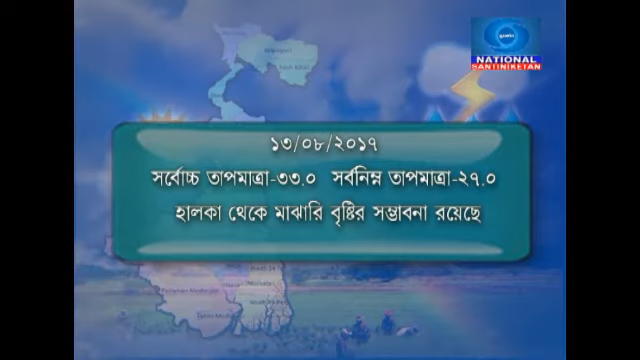 NATIONAL
SANTINIKETAN
১৩/০৮/২০১৭
সর্বোচ্চ তাপমাত্রা-৩৩.০ সর্বনিম্ন তাপমাত্রা-২৭.০
হালকা থেকে মাঝারি বৃষ্টির সম্ভাবনা রয়েছে